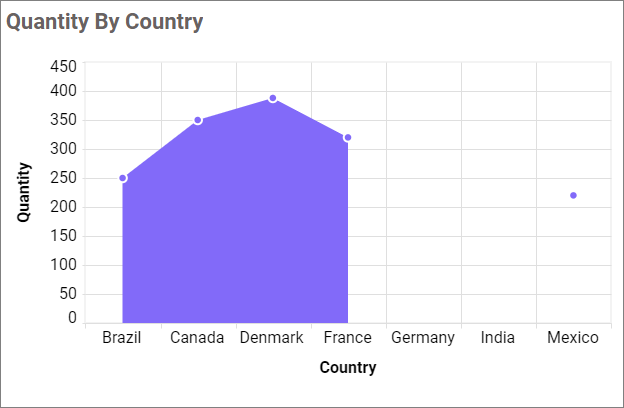 Quantity By Country
450
400
350
300
250
200
150
100
50
0
Quantity
Brazil Canada Denmark France Germany India Mexico
Country